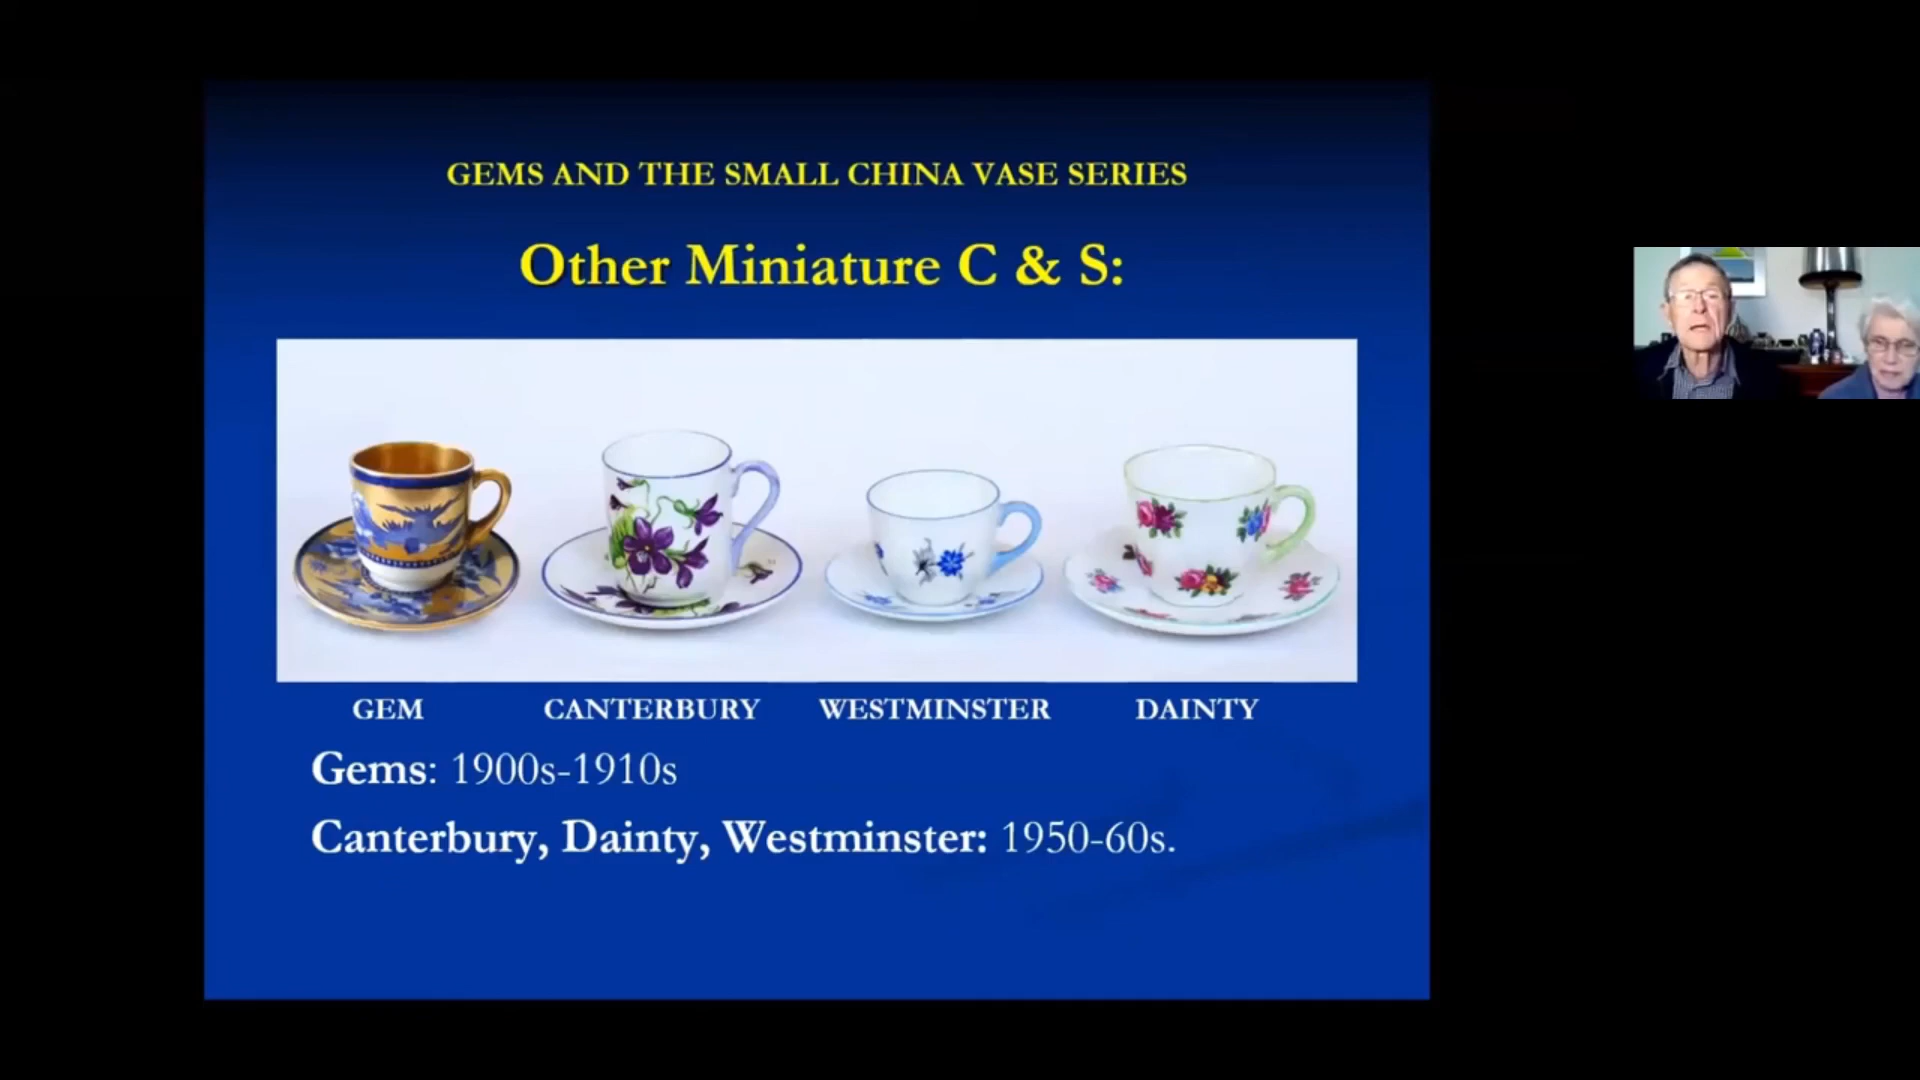 GEMS AND THE SMALL CHINA VASE SERIES
Other Miniature C & S:
GEM CANTERBURY WESTMINSTER DAINTY
Gems: 1900s-1910s
Canterbury, Dainty, Westminster: 1950-60s.